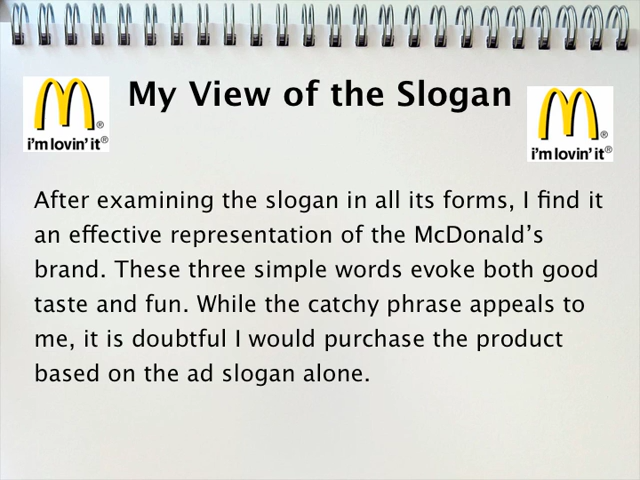 My View of the Slogan
i'm lovin' it®
i'm lovin' it®
After examining the slogan in all its forms, I find it
an effective representation of the McDonald’s
brand. These three simple words evoke both good
taste and fun. While the catchy phrase appeals to
me, it is doubtful I would purchase the product
based on the ad slogan alone.